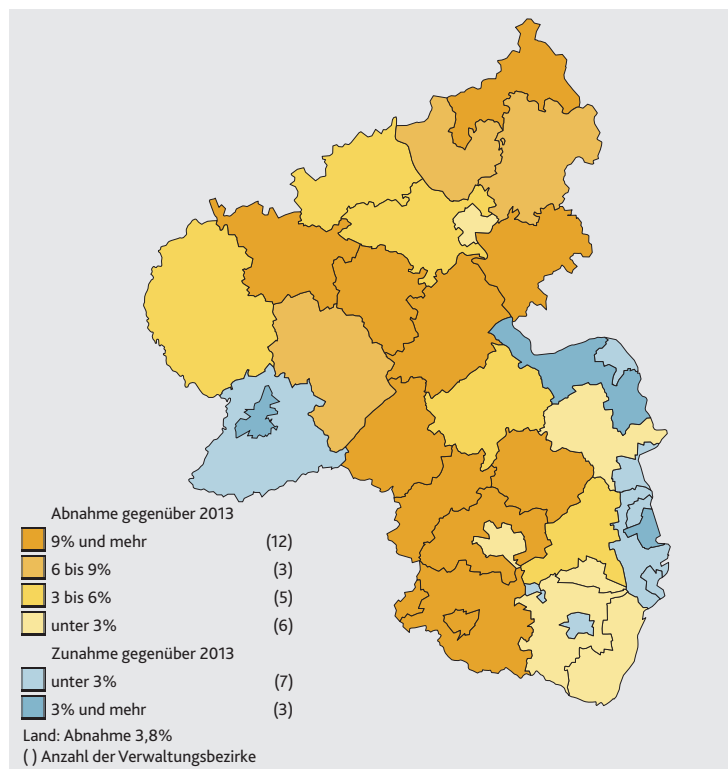 Abnahme gegenüber 2013
9% und mehr (12)
6 bis 9% (3)
3 bis 6% (5)
unter 3% (6)
Zunahme gegenüber 2013
unter 3% (7)
3% und mehr (3)
Land: Abnahme 3,8%
( ) Anzahl der Verwaltungsbezirke